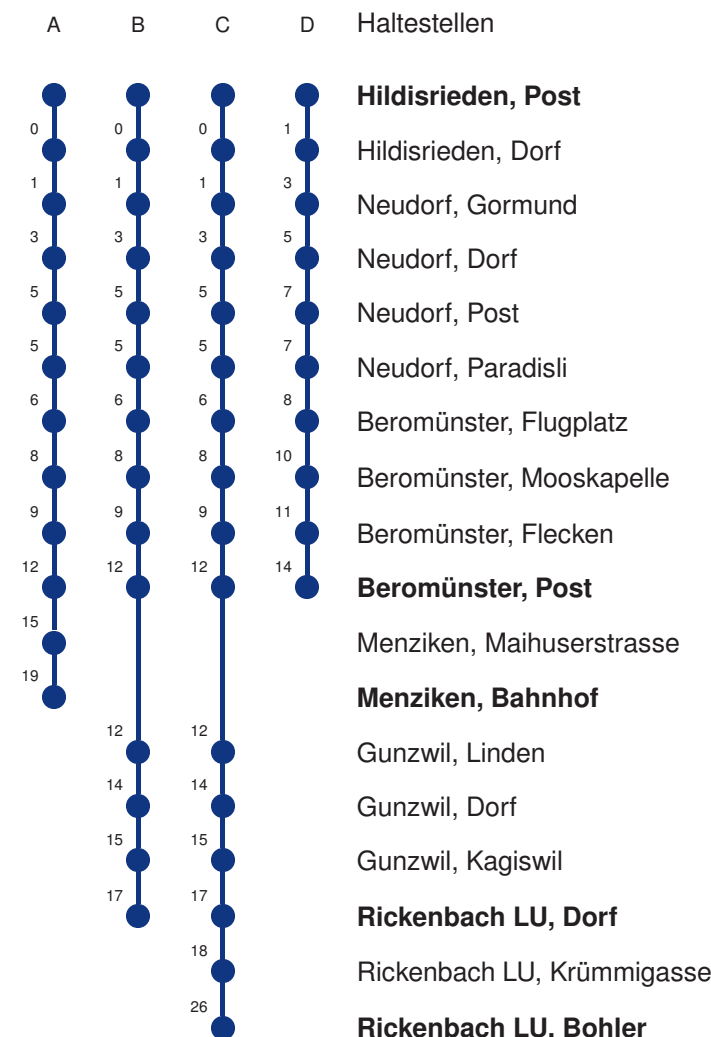 A B C D Haltestellen
Hildisrieden, Post
0 0 0 1
Hildisrieden, Dorf
1 1 1 3
Neudorf, Gormund
3 3 3 5
Neudorf, Dorf
5 5 5 7
Neudorf, Post
5 5 5 7
Neudorf, Paradisli
6 6 6 8
Beromünster, Flugplatz
8 8 8 10
Beromünster, Mooskapelle
9 9 9 11
Beromünster, Flecken
12 12 12 14
Beromünster, Post
15
Menziken, Maihuserstrasse
19
Menziken, Bahnhof
12 12
Gunzwil, Linden
14 14
Gunzwil, Dorf
15 15
Gunzwil, Kagiswil
17 17
Rickenbach LU, Dorf
18
Rickenbach LU, Krümmigasse
26
Rickenbach LU, Bohler